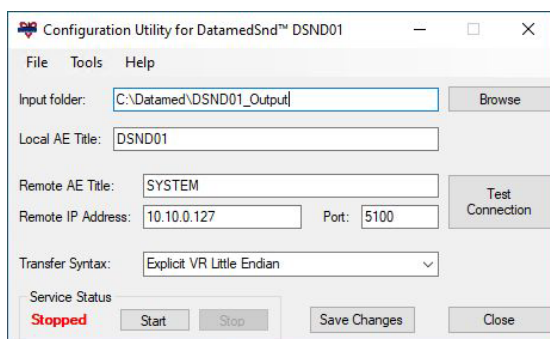 Configuration Utility for DatamedSnd™ DSND01
File Tools Help
Input folder: C:\Datamed\DSND01_Output Browse
Local AE Title: DSND01
Remote AE Title: SYSTEM
Test Connection
Remote IP Address: 10.10.0.127 Port: 5100
Transfer Syntax: Explicit VR Little Endian
Service Status
Stopped Start Stop Save Changes Close